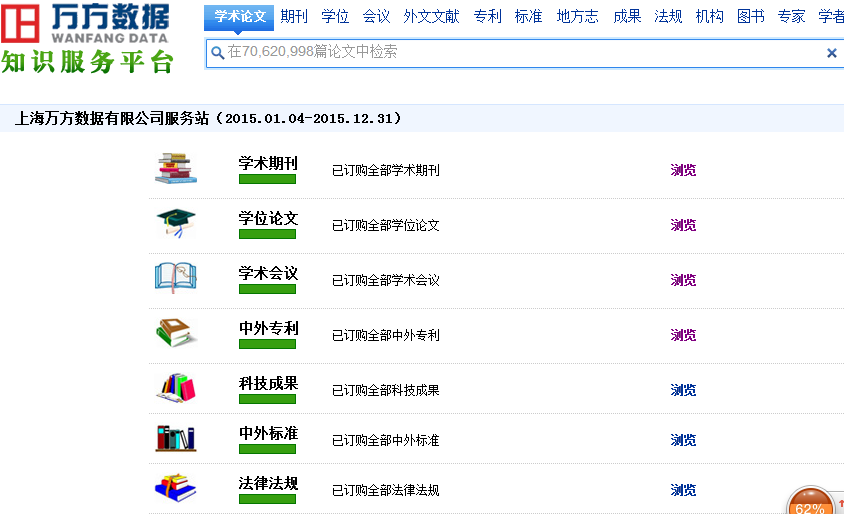 万方数据
WANFANG DATA
知识服务平台
学术论文 期刊 学位 会议 外文文献 专利 标准 地方志 成果 法规 机构 图书 专家 学者
在70,620,998篇论文中检索
上海万方数据有限公司服务站（2015.01.04-2015.12.31）
学术期刊 已订购全部学术期刊 浏览
学位论文 已订购全部学位论文 浏览
学术会议 已订购全部学术会议 浏览
中外专利 已订购全部中外专利 浏览
科技成果 已订购全部科技成果 浏览
中外标准 已订购全部中外标准 浏览
法律法规 已订购全部法律法规 浏览
62%